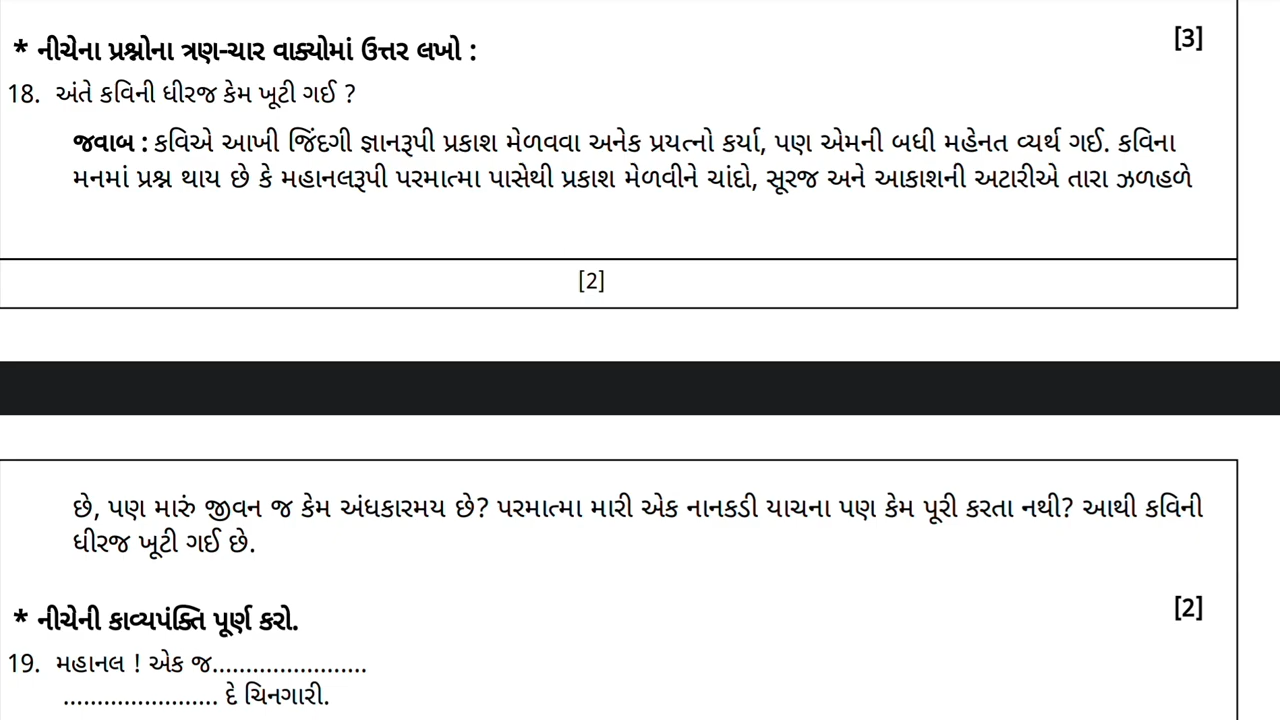 * નીચેના પ્રશ્નોના ત્રણ-ચાર વાક્યોમાં ઉત્તર લખો : [3]
18. અંતે કવિની ધીરજ કેમ ખૂટી ગઈ ?
જવાબ : કવિએ આખી જિંદગી જ્ઞાનરૂપી પ્રકાશ મેળવવા અનેક પ્રયત્નો કર્યા, પણ એમની બધી મહેનત વ્યર્થ ગઈ. કવિના
મનમાં પ્રશ્ન થાય છે કે મહાનલરૂપી પરમાત્મા પાસેથી પ્રકાશ મેળવીને ચાંદો, સૂરજ અને આકાશની અટારીએ તારા ઝળહળે
[2]
છે, પણ મારું જીવન જ કેમ અંધકારમય છે? પરમાત્મા મારી એક નાનકડી યાચના પણ કેમ પૂરી કરતા નથી? આથી કવિની
ધીરજ ખૂટી ગઈ છે.
* નીચેની કાવ્યપંક્તિ પૂર્ણ કરો. [2]
19. મહાનલ ! એક જ.......................
....................... દે ચિનગારી.